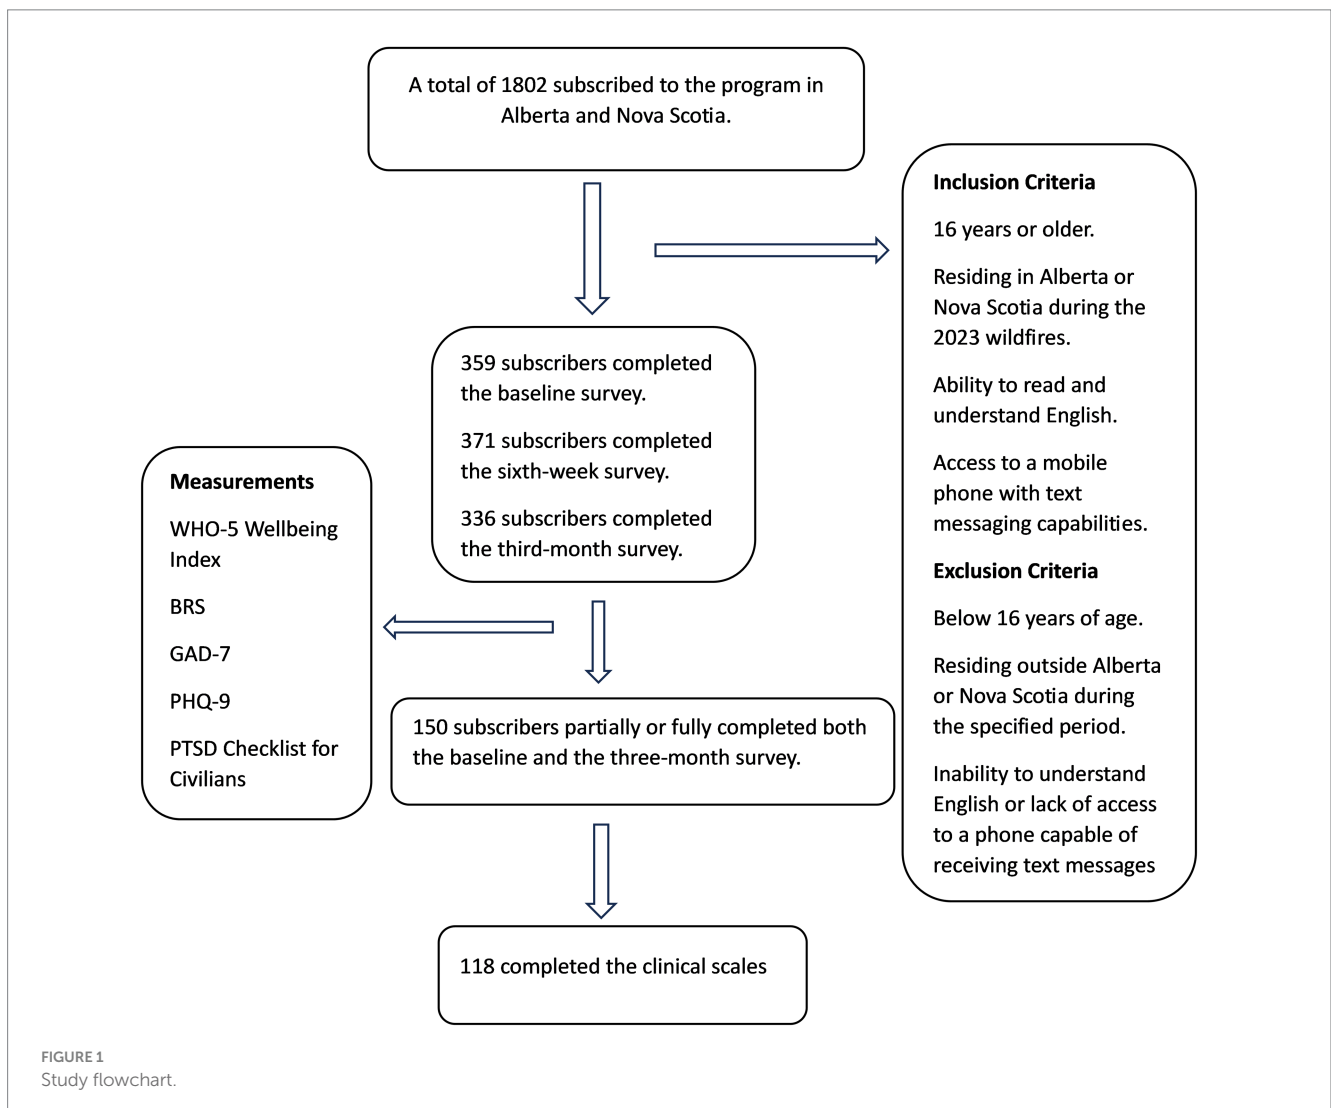 A total of 1802 subscribed to the program in
Alberta and Nova Scotia.
Inclusion Criteria
16 years or older.
Residing in Alberta or
Nova Scotia during the
2023 wildfires.
Ability to read and
understand English.
Access to a mobile
phone with text
messaging capabilities.
Exclusion Criteria
Below 16 years of age.
Residing outside Alberta
or Nova Scotia during
the specified period.
Inability to understand
English or lack of access
to a phone capable of
receiving text messages
359 subscribers completed
the baseline survey.
371 subscribers completed
the sixth-week survey.
336 subscribers completed
the third-month survey.
Measurements
WHO-5 Wellbeing
Index
BRS
GAD-7
PHQ-9
PTSD Checklist for
Civilians
150 subscribers partially or fully completed both
the baseline and the three-month survey.
118 completed the clinical scales
FIGURE 1
Study flowchart.